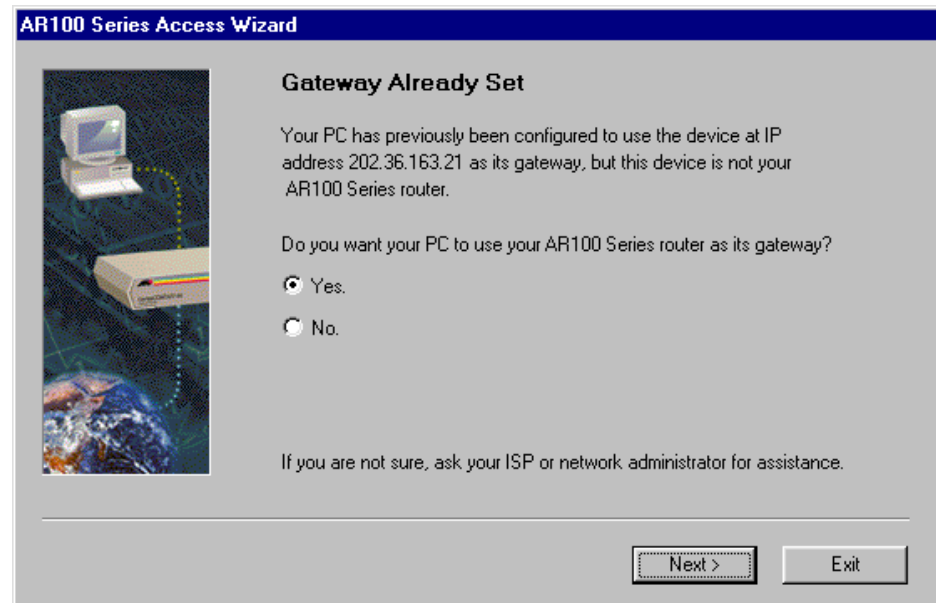 AR100 Series Access Wizard
Gateway Already Set
Your PC has previously been configured to use the device at IP
address 202.36.163.21 as its gateway, but this device is not your
AR100 Series router.
Do you want your PC to use your AR100 Series router as its gateway?
Yes.
No.
If you are not sure, ask your ISP or network administrator for assistance.
Next >
Exit